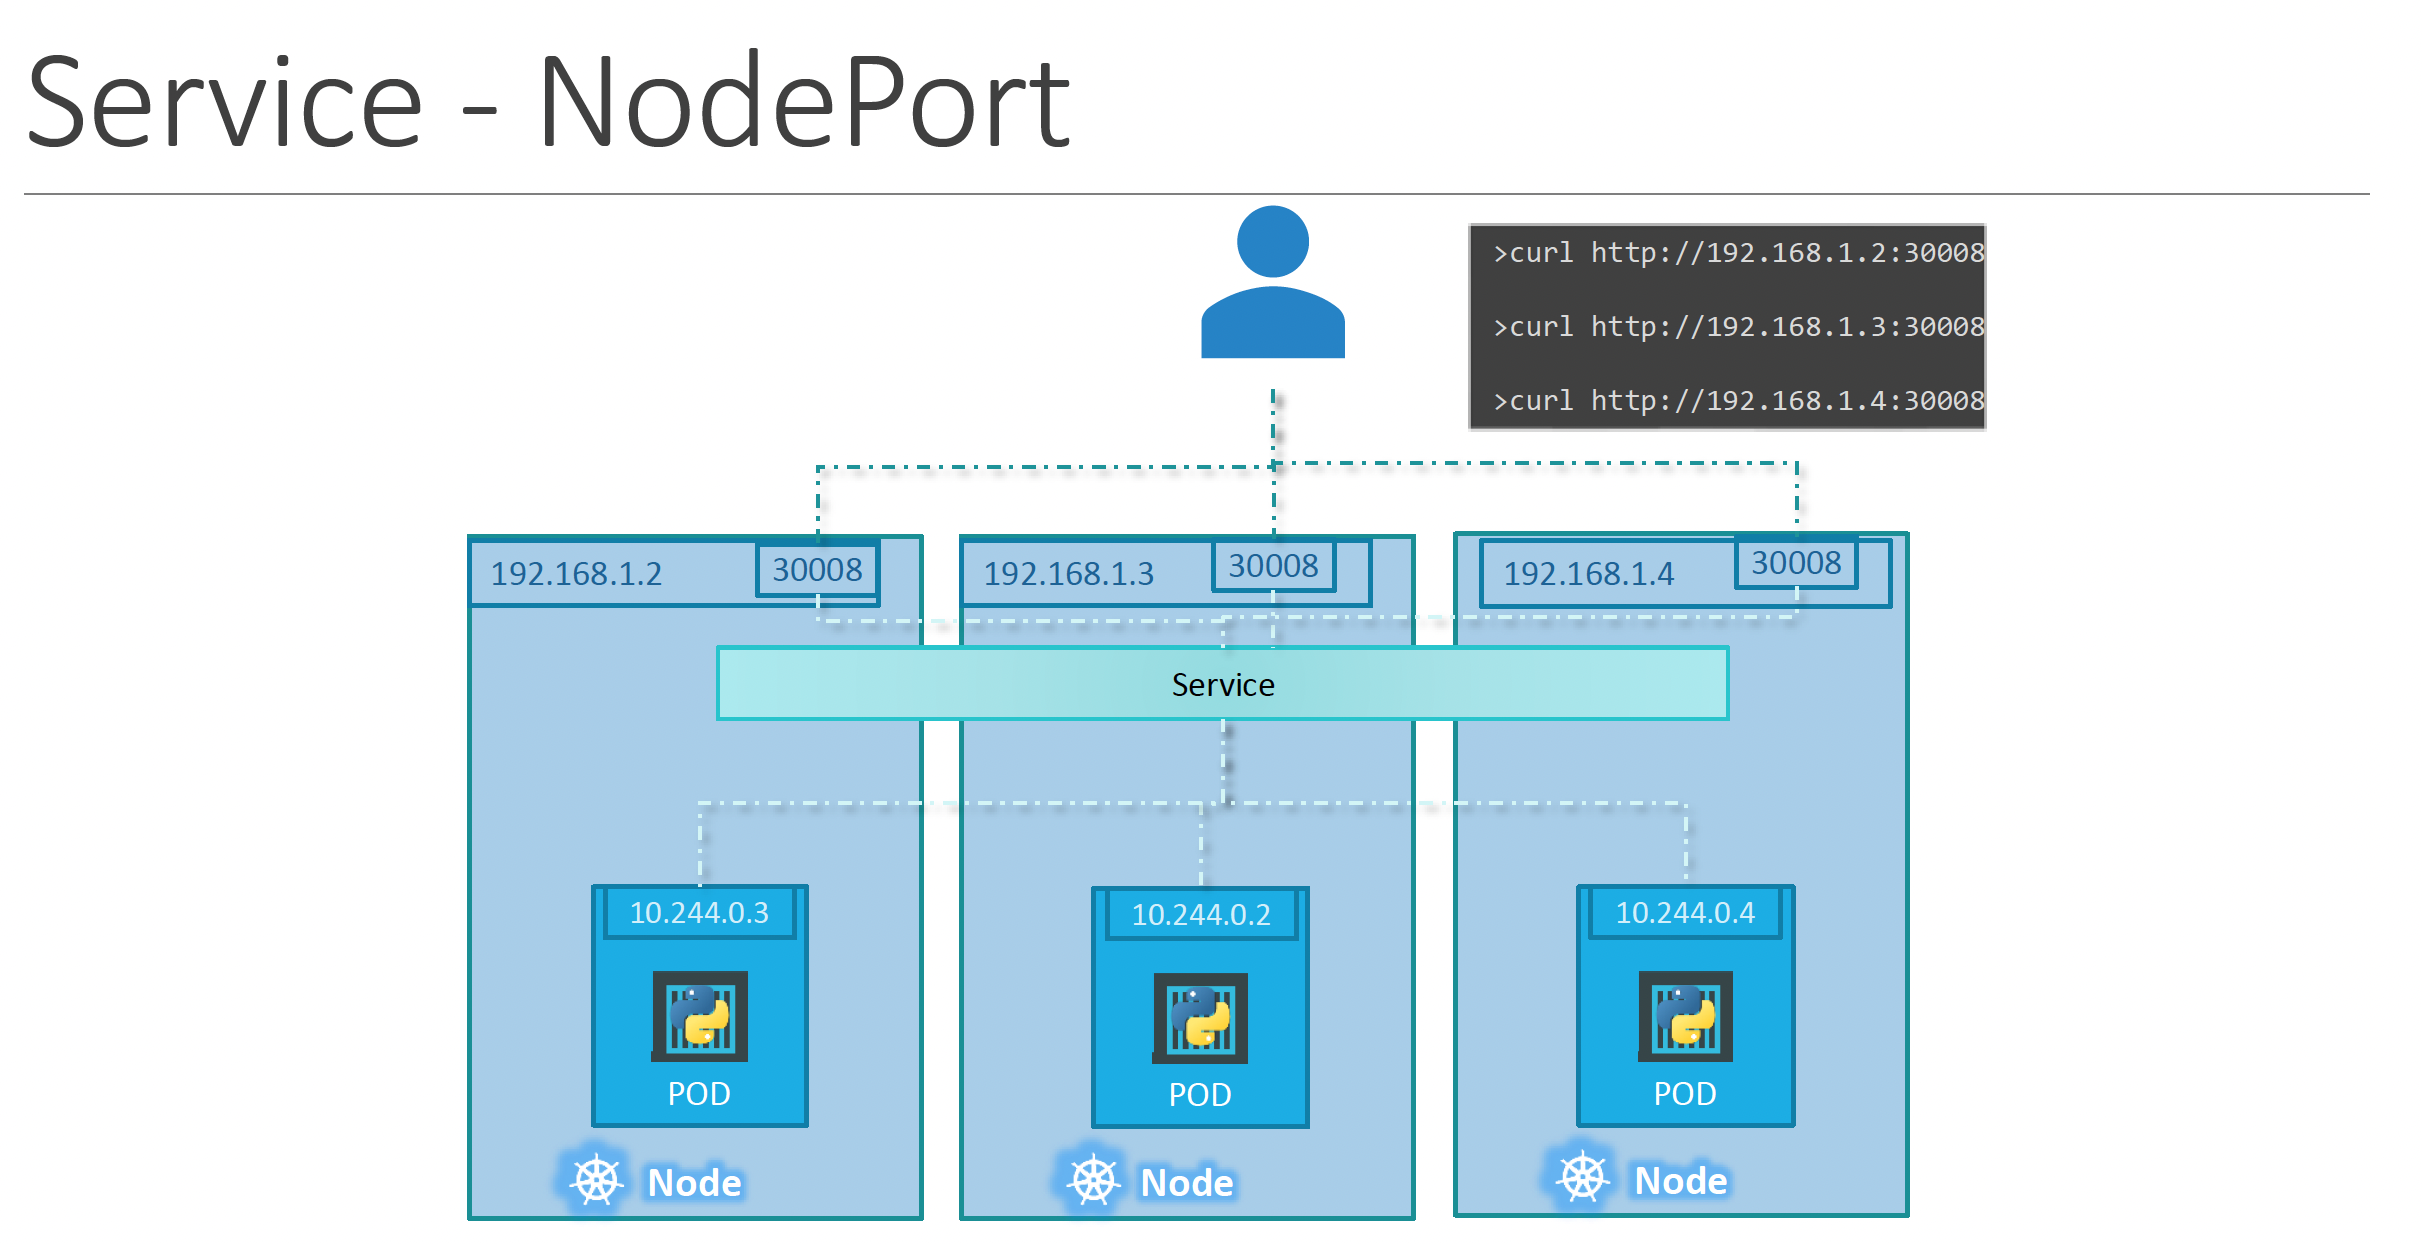 Service - NodePort
>curl http://192.168.1.2:30008
>curl http://192.168.1.3:30008
>curl http://192.168.1.4:30008
192.168.1.2
30008
192.168.1.3
30008
192.168.1.4
30008
Service
10.244.0.3
10.244.0.2
10.244.0.4
POD
POD
POD
Node
Node
Node